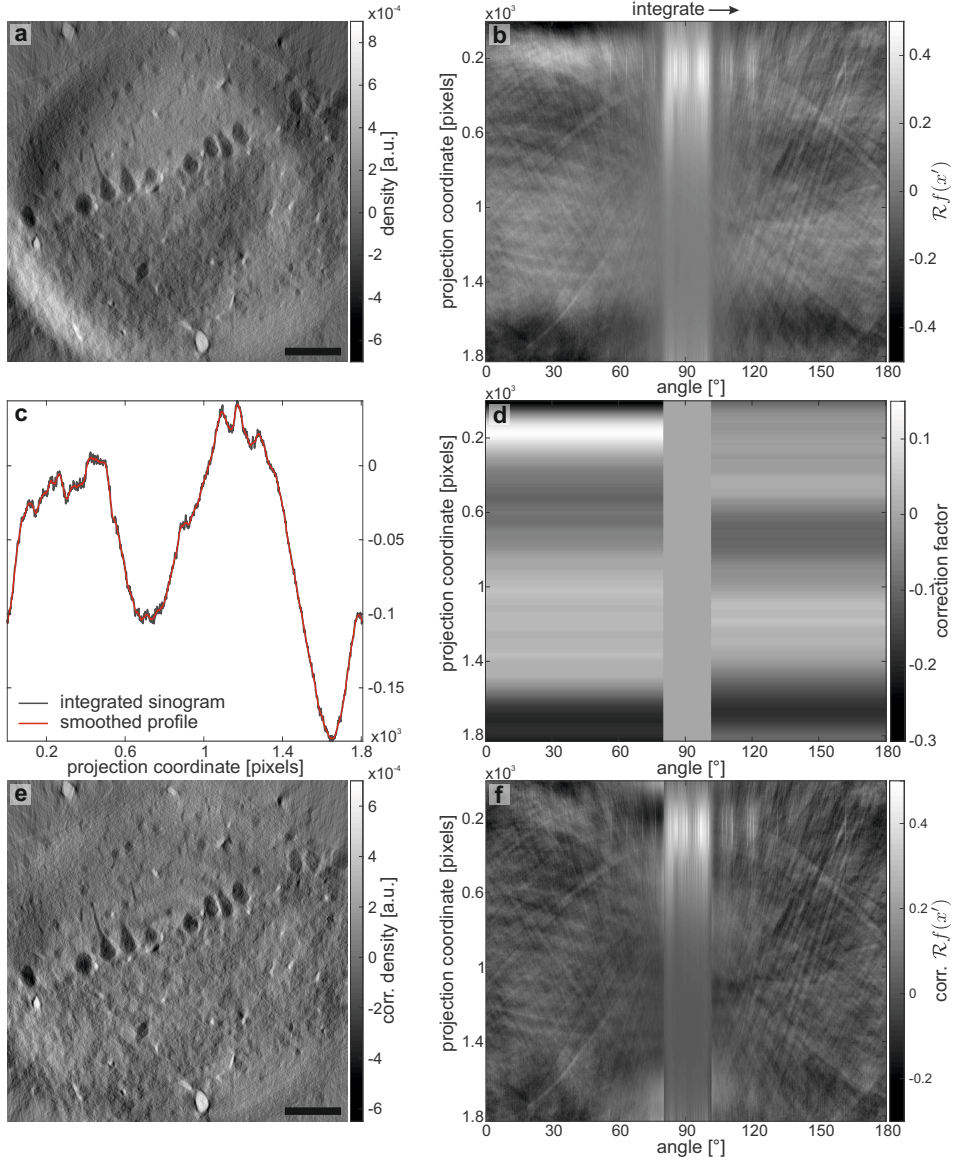 integrate
a
x10-4
8
6
4
2
0
-2
-4
-6
density [a.u.]
b
x10³
0.2
0.6
1
1.4
1.8
projection coordinate [pixels]
0 30 60 90 120 150 180
angle [°]
0.4
0.2
0
-0.2
-0.4
ℛf(x′)
c
0
-0.05
-0.1
-0.15
integrated sinogram
smoothed profile
x10³
0.2 0.6 1 1.4 1.8
projection coordinate [pixels]
d
x10³
0.2
0.6
1
1.4
1.8
projection coordinate [pixels]
0 30 60 90 120 150 180
angle [°]
0.1
0
-0.1
-0.2
-0.3
correction factor
e
x10-4
6
4
2
0
-2
-4
-6
corr. density [a.u.]
f
x10³
0.2
0.6
1
1.4
1.8
projection coordinate [pixels]
0 30 60 90 120 150 180
angle [°]
0.4
0.2
0
-0.2
corr. ℛf(x′)